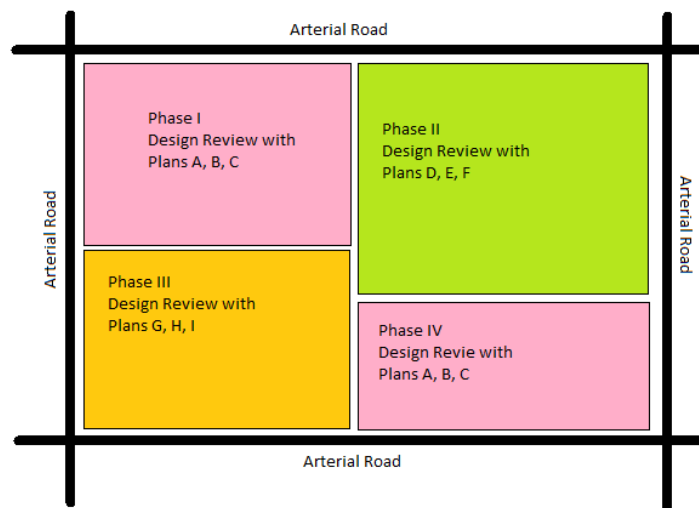 Arterial Road
Phase I
Design Review with
Plans A, B, C
Phase II
Design Review with
Plans D, E, F
Arterial Road
Arterial Road
Phase III
Design Review with
Plans G, H, I
Phase IV
Design Revie with
Plans A, B, C
Arterial Road